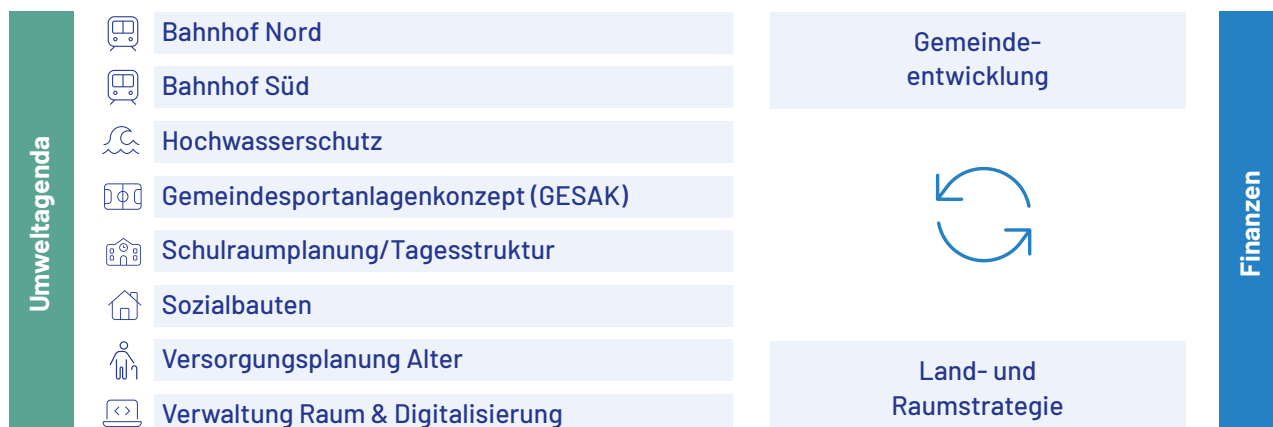 Umweltagenda
Bahnhof Nord
Bahnhof Süd
Hochwasserschutz
Gemeindesportanlagenkonzept (GESAK)
Schulraumplanung/Tagesstruktur
Sozialbauten
Versorgungsplanung Alter
Verwaltung Raum & Digitalisierung
Gemeinde-
entwicklung
Land- und
Raumstrategie
Finanzen